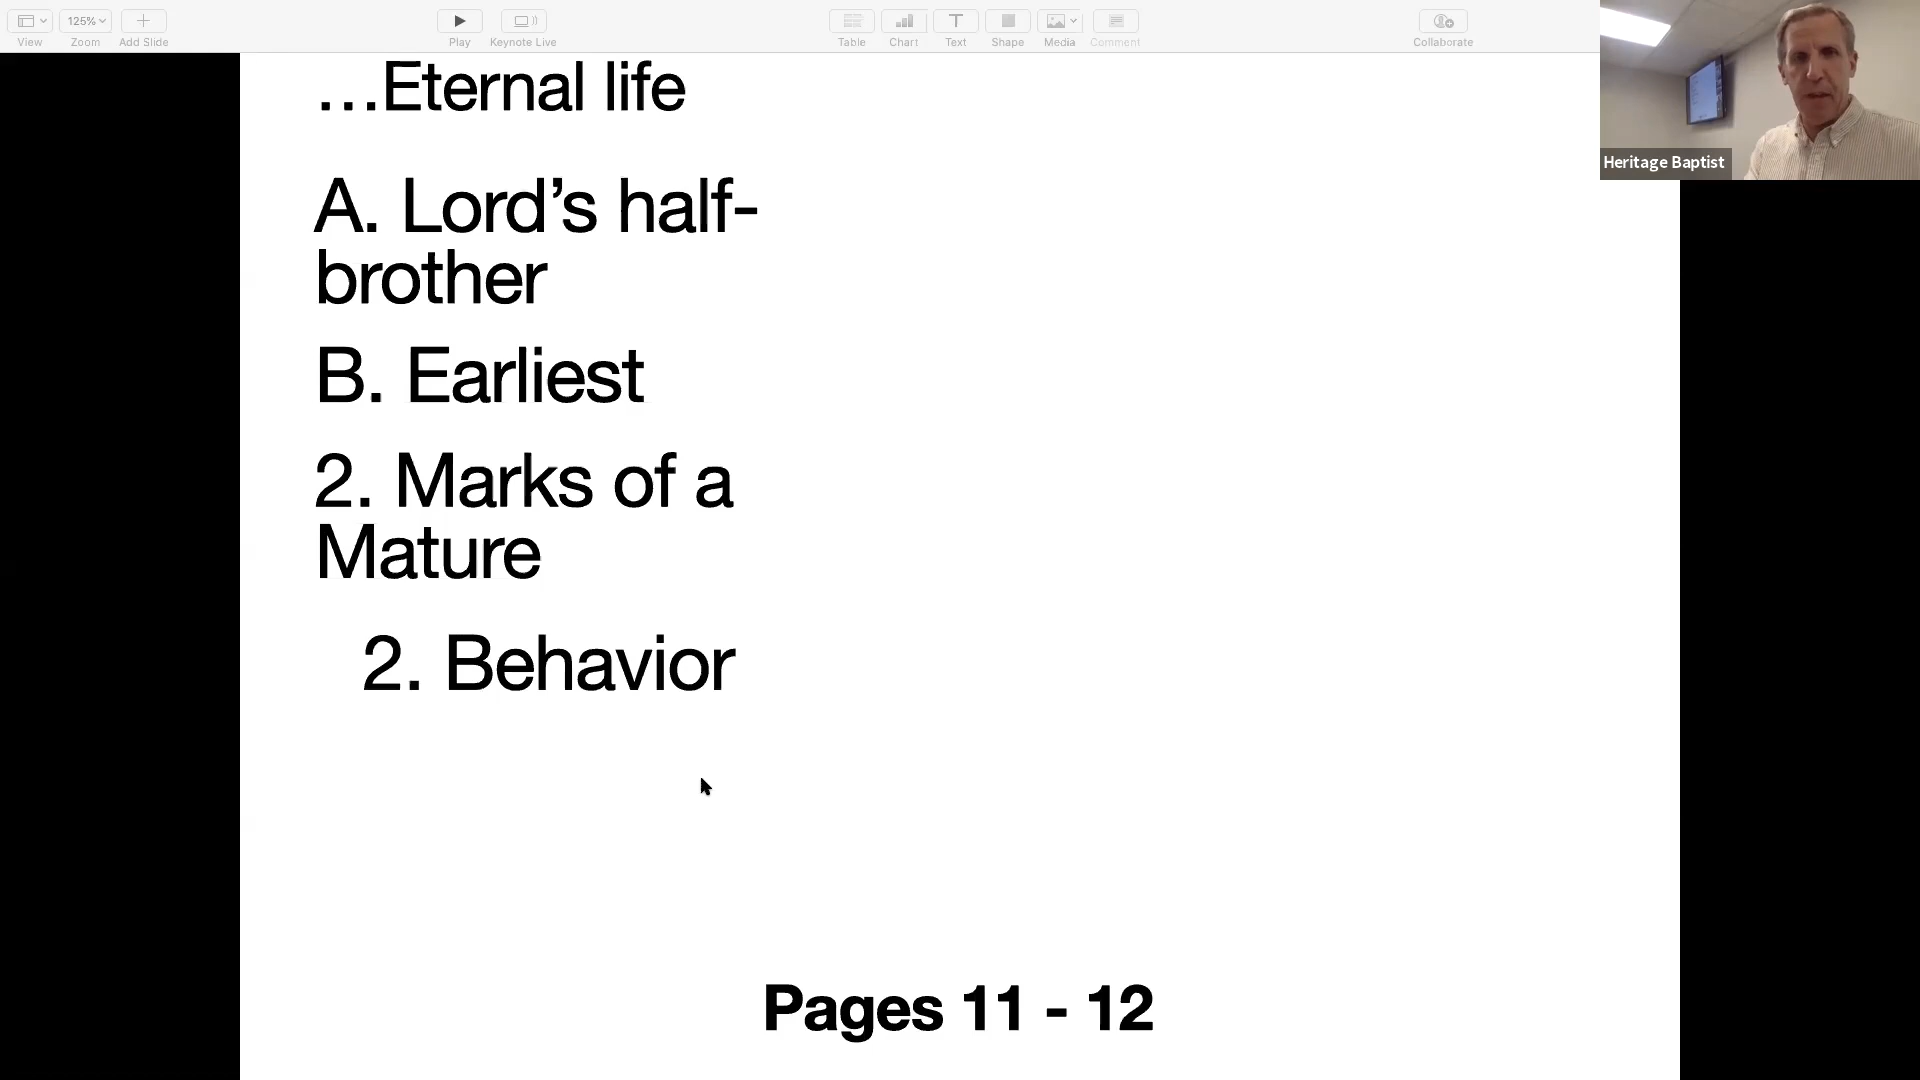 125%
View
Zoom
Add Slide
Play
Keynote Live
Table
Chart
Text
Shape
Media
Comment
Collaborate
Heritage Baptist
…Eternal life
A. Lord’s half-
brother
B. Earliest
2. Marks of a
Mature
2. Behavior
Pages 11 - 12